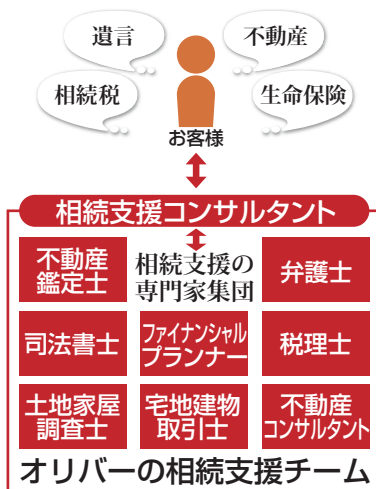 遺言
不動産
相続税
生命保険
お客様
相続支援コンサルタント
不動産
鑑定士
相続支援の
専門家集団
弁護士
司法書士
ファイナンシャル
プランナー
税理士
土地家屋
調査士
宅地建物
取引士
不動産
コンサルタント
オリバーの相続支援チーム